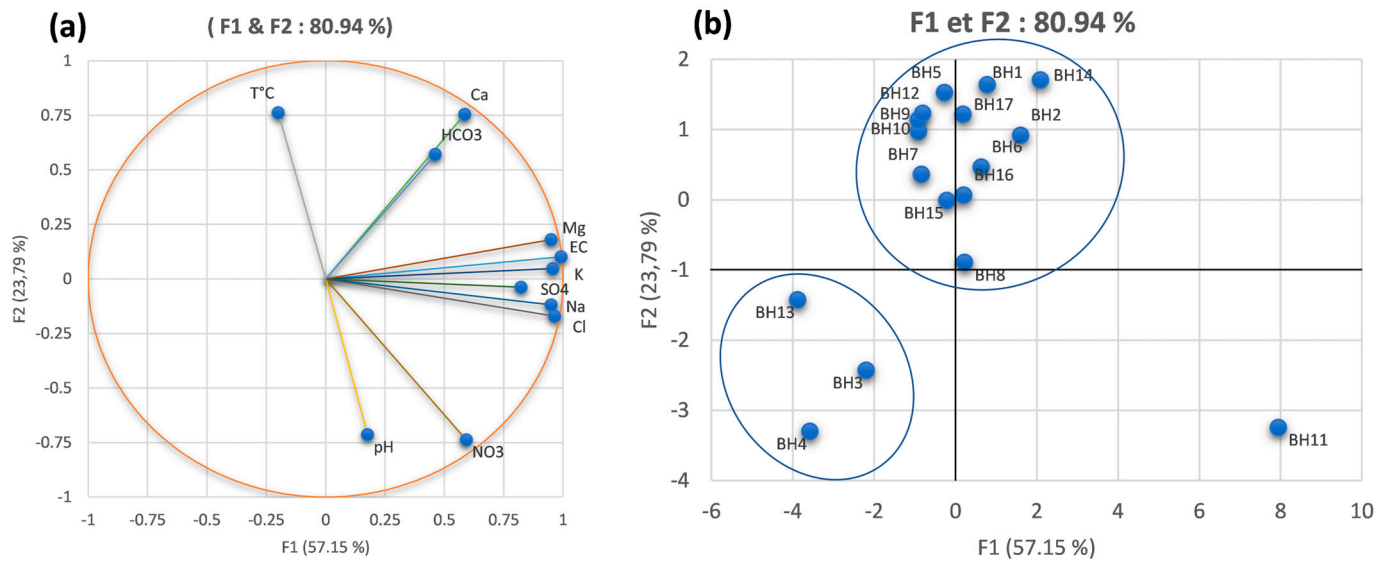 (a)
( F1 & F2 : 80.94 %)
1
0.75
0.5
0.25
0
-0.25
-0.5
-0.75
-1
F2 (23,79 %)
T°C
Ca
HCO3
Mg
EC
K
SO4
Na
Cl
pH
NO3
-1 -0.75 -0.5 -0.25 0 0.25 0.5 0.75 1
F1 (57.15 %)
(b)
F1 et F2 : 80.94 %
2
1
0
-1
-2
-3
-4
F2 (23,79 %)
BH5
BH1
BH14
BH12
BH17
BH9
BH2
BH10
BH6
BH7
BH16
BH15
BH8
BH13
BH3
BH4
BH11
-6 -4 -2 0 2 4 6 8 10
F1 (57.15 %)